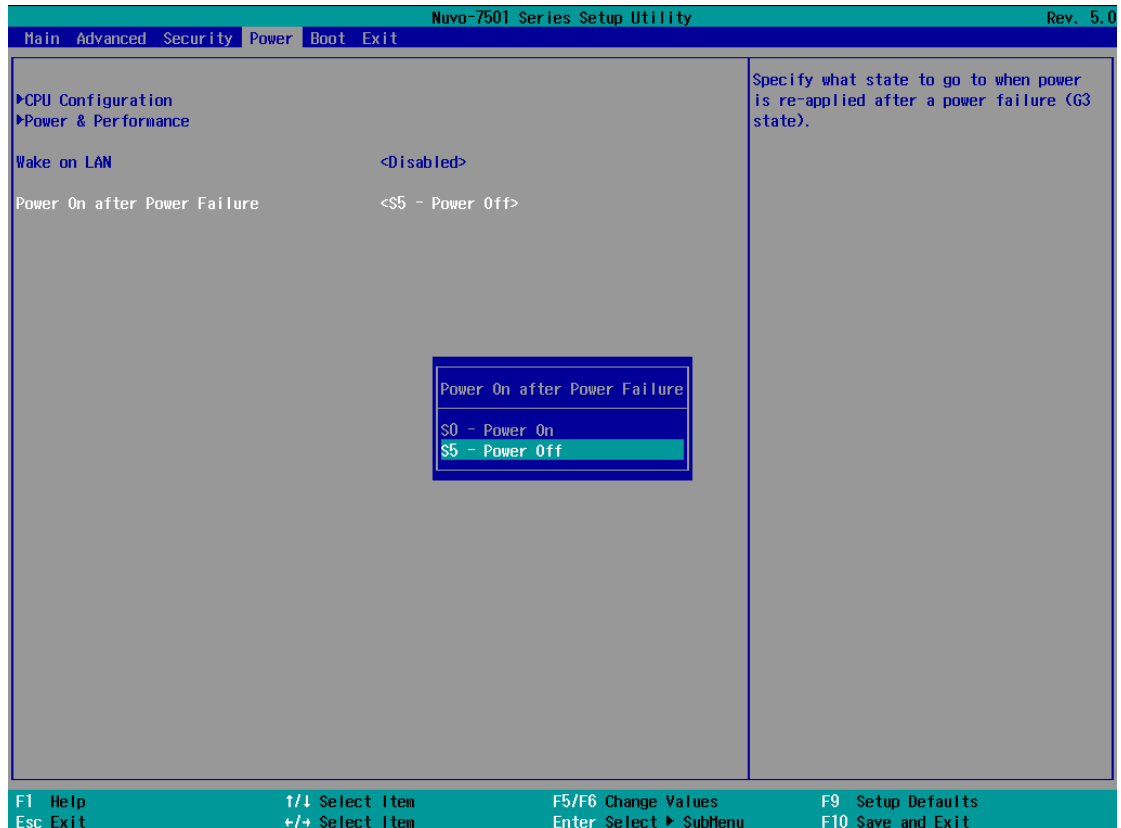 Nuvo-7501 Series Setup Utility Rev. 5.0
Main Advanced Security Power Boot Exit
Specify what state to go to when power
is re-applied after a power failure (G3
state).
▶CPU Configuration
▶Power & Performance
Wake on LAN <Disabled>
Power On after Power Failure <S5 - Power Off>
Power On after Power Failure
S0 - Power On
S5 - Power Off
F1 Help ↑/↓ Select Item F5/F6 Change Values F9 Setup Defaults
Esc Exit ←/→ Select Item Enter Select ▶ SubMenu F10 Save and Exit